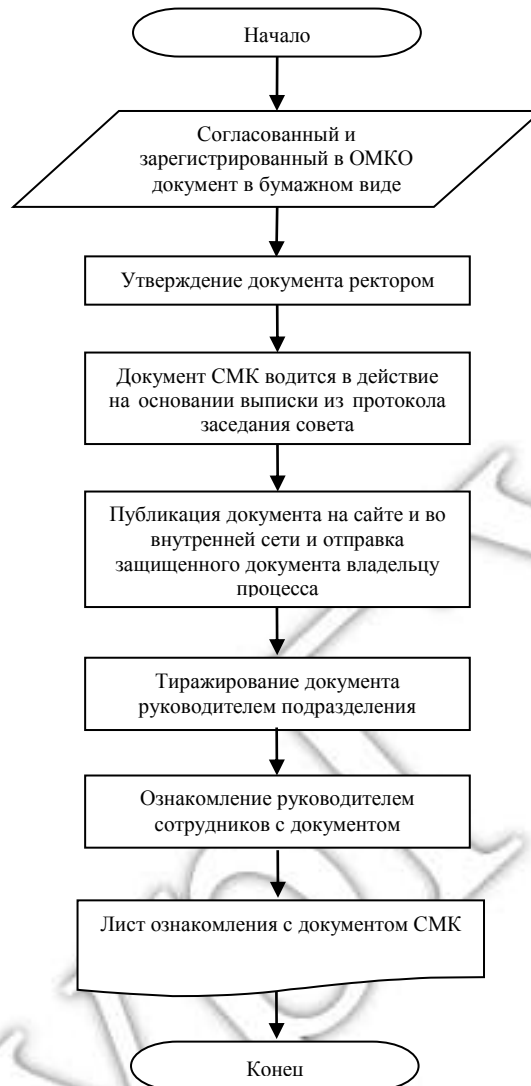 Начало
Согласованный и
зарегистрированный в ОМКО
документ в бумажном виде
Утверждение документа ректором
Документ СМК водится в действие
на основании выписки из протокола
заседания совета
Публикация документа на сайте и во
внутренней сети и отправка
защищенного документа владельцу
процесса
Тиражирование документа
руководителем подразделения
Ознакомление руководителем
сотрудников с документом
Лист ознакомления с документом СМК
Конец